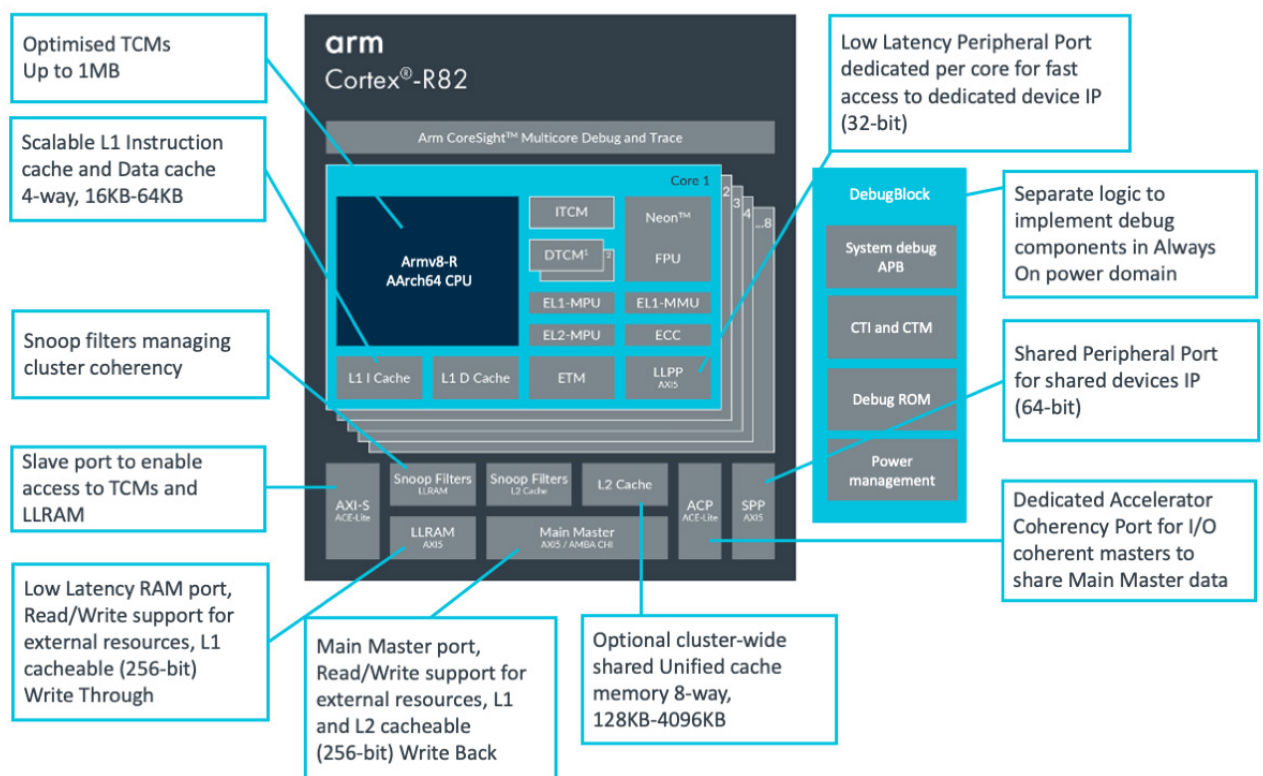 Optimised TCMs
Up to 1MB
Scalable L1 Instruction
cache and Data cache
4-way, 16KB-64KB
Snoop filters managing
cluster coherency
Slave port to enable
access to TCMs and
LLRAM
Low Latency RAM port,
Read/Write support for
external resources, L1
cacheable (256-bit)
Write Through
arm
Cortex®-R82
Arm CoreSight™ Multicore Debug and Trace
Core 1
2
3
4
...8
Armv8-R
AArch64 CPU
ITCM
DTCM¹
2
Neon™
FPU
EL1-MPU
EL1-MMU
EL2-MPU
ECC
L1 I Cache
L1 D Cache
ETM
LLPP
AXI5
AXI-S
ACE-Lite
Snoop Filters
LLRAM
Snoop Filters
L2 Cache
L2 Cache
LLRAM
AXI5
Main Master
AXI5 / AMBA CHI
ACP
ACE-Lite
SPP
AXI5
Main Master port,
Read/Write support for
external resources, L1
and L2 cacheable
(256-bit) Write Back
Optional cluster-wide
shared Unified cache
memory 8-way,
128KB-4096KB
Low Latency Peripheral Port
dedicated per core for fast
access to dedicated device IP
(32-bit)
DebugBlock
System debug
APB
CTI and CTM
Debug ROM
Power
management
Separate logic to
implement debug
components in Always
On power domain
Shared Peripheral Port
for shared devices IP
(64-bit)
Dedicated Accelerator
Coherency Port for I/O
coherent masters to
share Main Master data